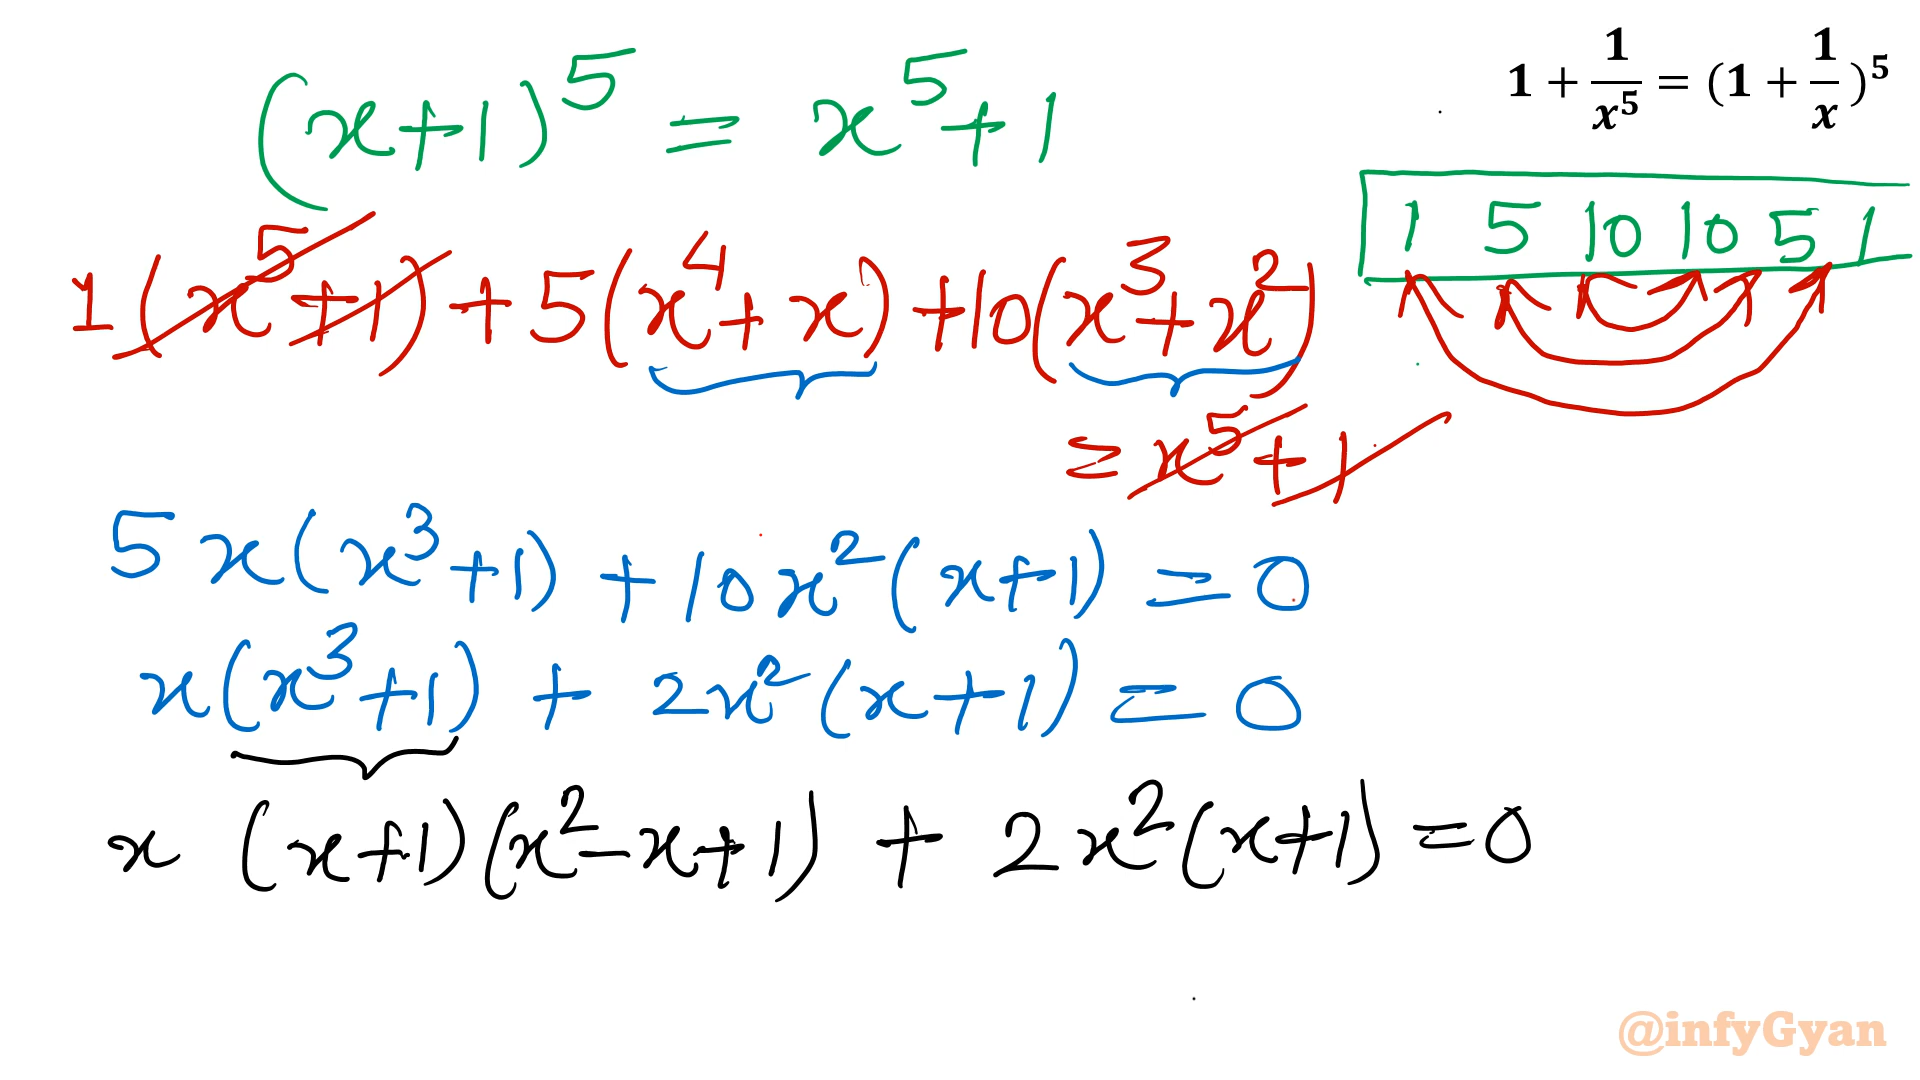 1 + 1/x⁵ = (1 + 1/x)⁵
(x+1)⁵ = x⁵+1
1 5 10 10 5 1
1(x⁵+1) + 5(x⁴+x) +10(x³+x²)
= x⁵+1
5x(x³+1) +10x²(x+1) = 0
x(x³+1) + 2x²(x+1) = 0
x (x+1)(x²-x+1) + 2x²(x+1) =0
@infyGyan